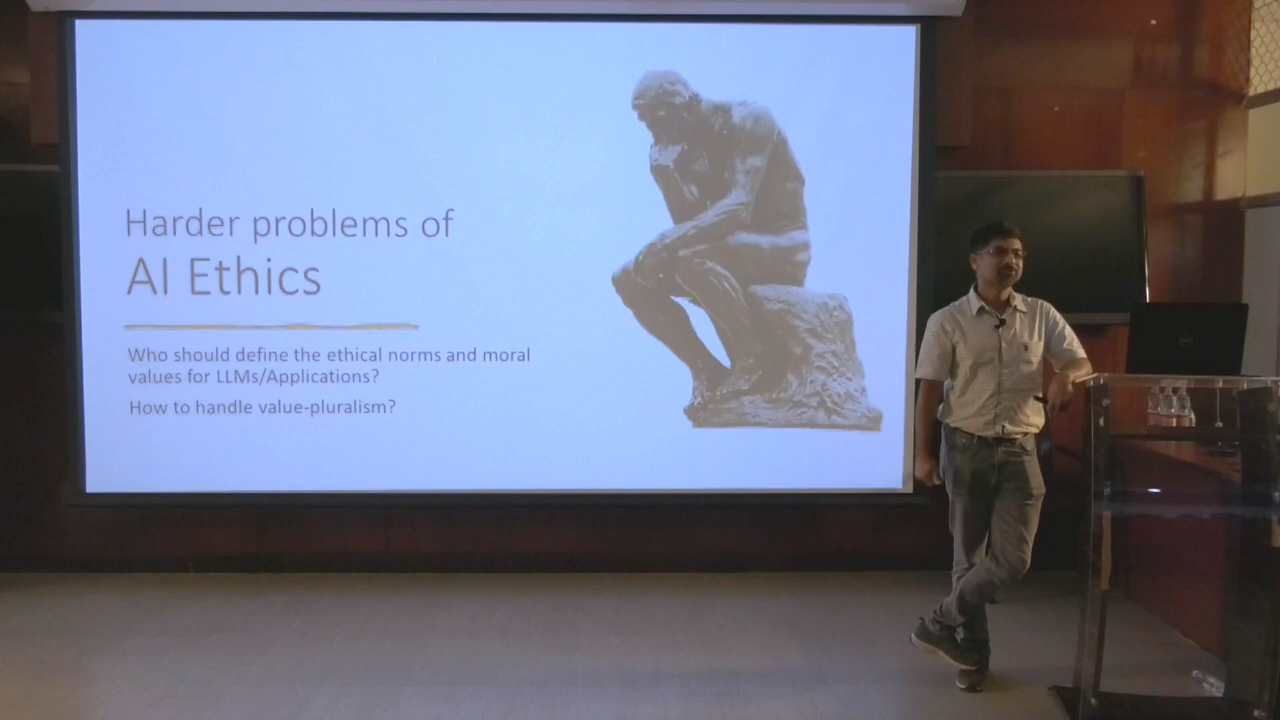 Harder problems of
AI Ethics
Who should define the ethical norms and moral
values for LLMs/Applications?
How to handle value-pluralism?